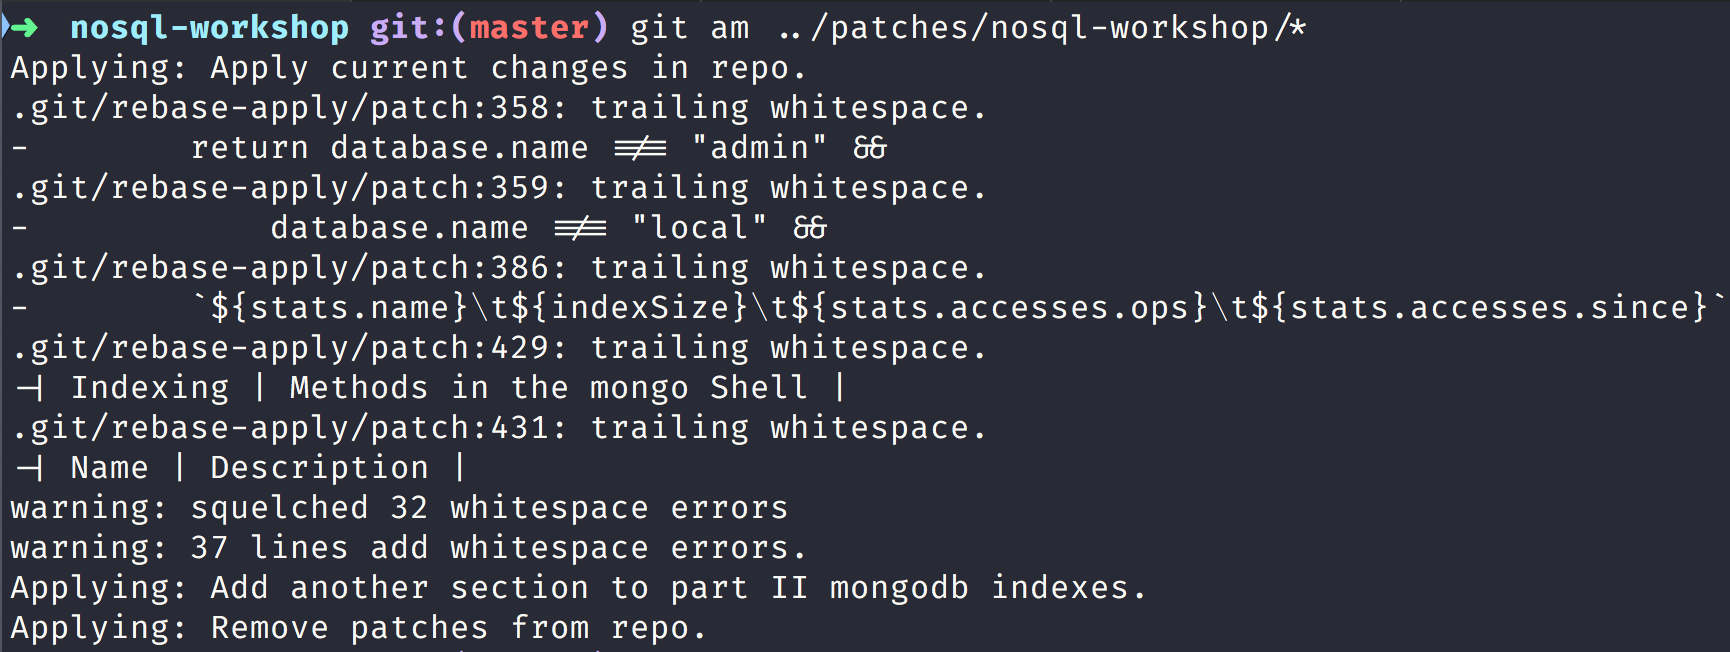 ➜ nosql-workshop git:(master) git am ../patches/nosql-workshop/*
Applying: Apply current changes in repo.
.git/rebase-apply/patch:358: trailing whitespace.
-        return database.name !== "admin" &&
.git/rebase-apply/patch:359: trailing whitespace.
-            database.name !== "local" &&
.git/rebase-apply/patch:386: trailing whitespace.
-        `${stats.name}\t${indexSize}\t${stats.accesses.ops}\t${stats.accesses.since}`
.git/rebase-apply/patch:429: trailing whitespace.
-| Indexing | Methods in the mongo Shell |
.git/rebase-apply/patch:431: trailing whitespace.
-| Name | Description |
warning: squelched 32 whitespace errors
warning: 37 lines add whitespace errors.
Applying: Add another section to part II mongodb indexes.
Applying: Remove patches from repo.